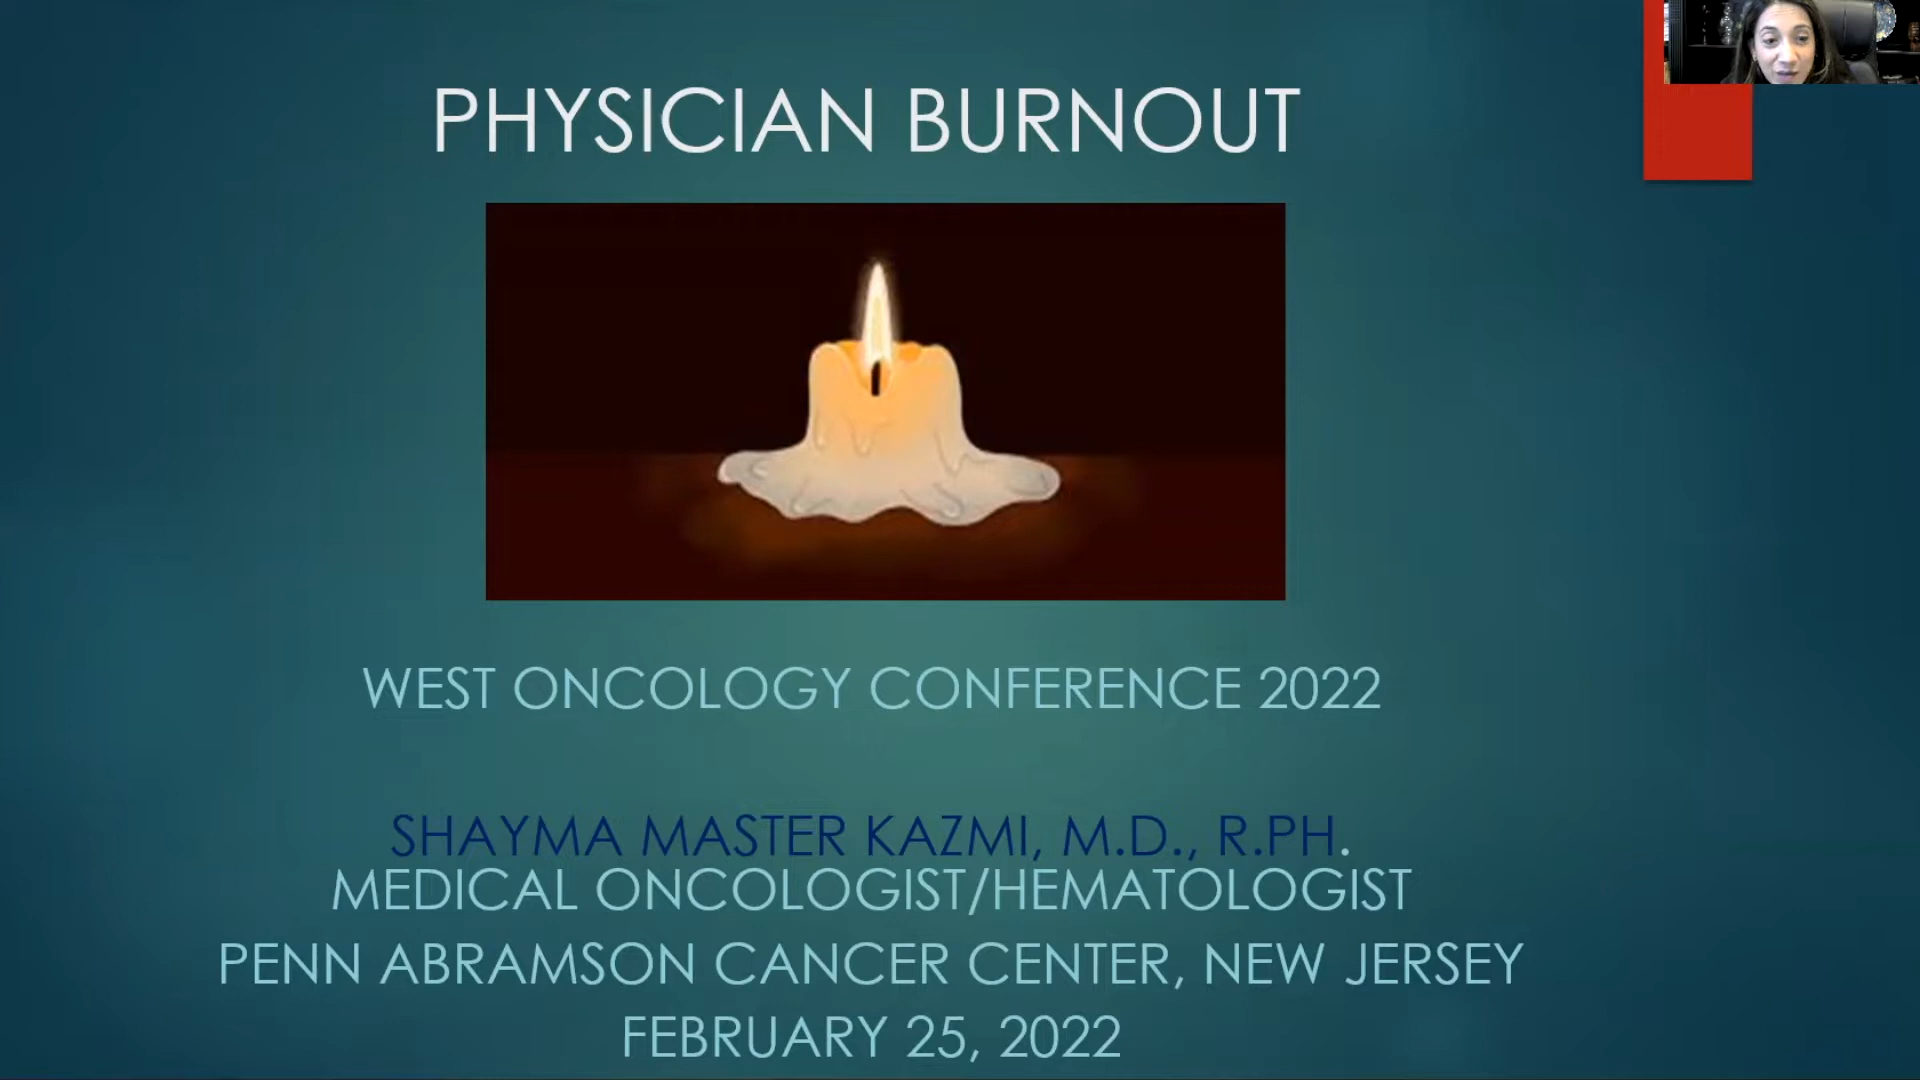 PHYSICIAN BURNOUT
WEST ONCOLOGY CONFERENCE 2022
SHAYMA MASTER KAZMI, M.D., R.PH.
MEDICAL ONCOLOGIST/HEMATOLOGIST
PENN ABRAMSON CANCER CENTER, NEW JERSEY
FEBRUARY 25, 2022